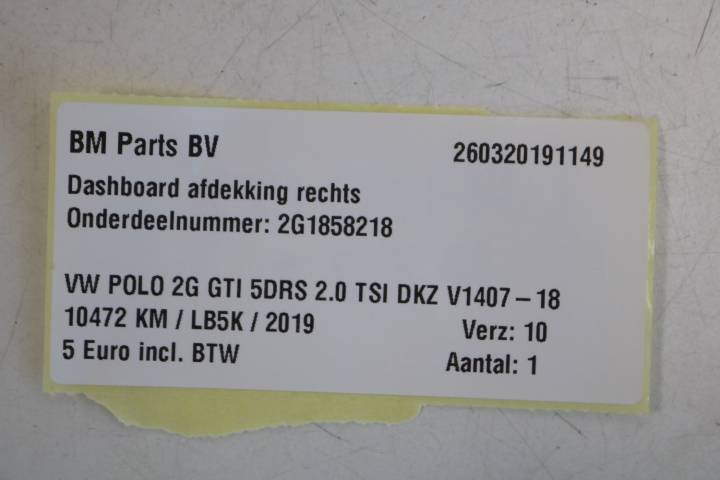 BM Parts BV 260320191149
Dashboard afdekking rechts
Onderdeelnummer: 2G1858218
VW POLO 2G GTI 5DRS 2.0 TSI DKZ V1407 – 18
10472 KM / LB5K / 2019 Verz: 10
5 Euro incl. BTW Aantal: 1